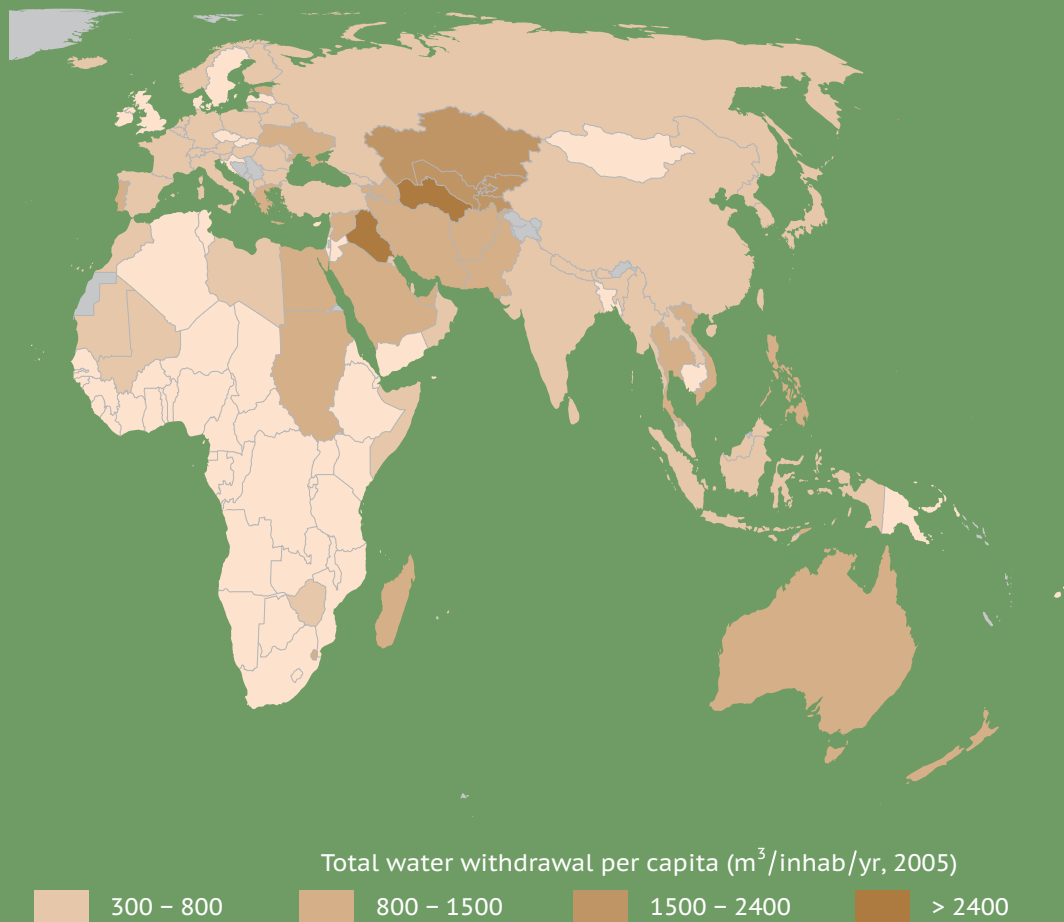 Total water withdrawal per capita (m³/inhab/yr, 2005)
300 – 800 800 – 1500 1500 – 2400 > 2400